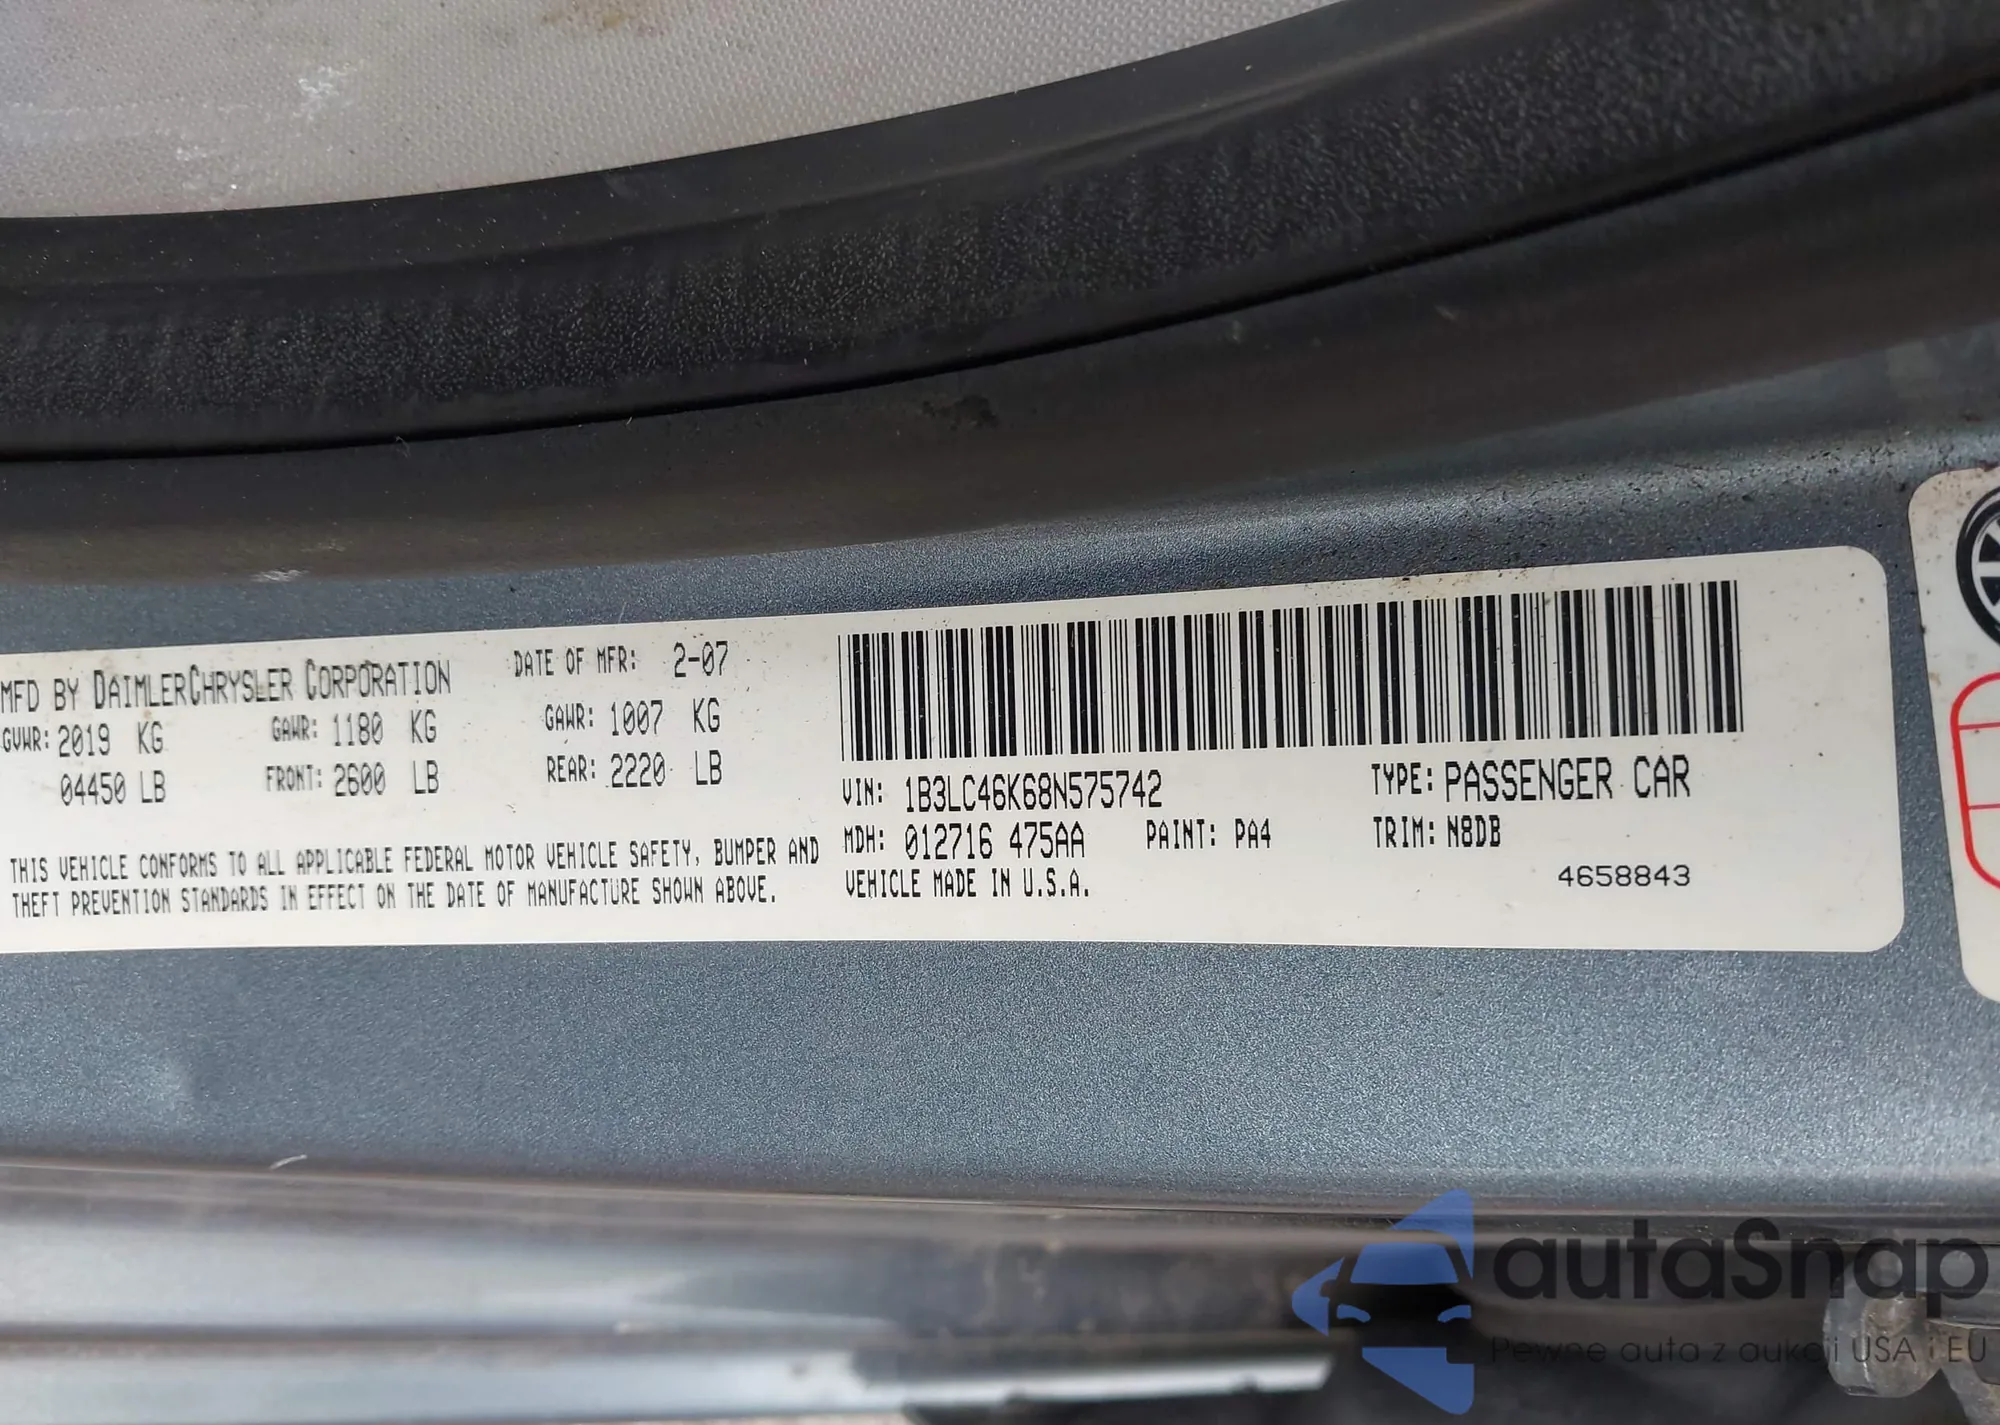 MFD BY DAIMLERCHRYSLER CORPORATION DATE OF MFR: 2-07
GVWR: 2019 KG GAWR: 1180 KG GAWR: 1007 KG
04450 LB FRONT: 2600 LB REAR: 2220 LB
THIS VEHICLE CONFORMS TO ALL APPLICABLE FEDERAL MOTOR VEHICLE SAFETY, BUMPER AND
THEFT PREVENTION STANDARDS IN EFFECT ON THE DATE OF MANUFACTURE SHOWN ABOVE.
VIN: 1B3LC46K68N575742 TYPE: PASSENGER CAR
MDH: 012716 475AA PAINT: PA4 TRIM: N8DB
VEHICLE MADE IN U.S.A. 4658843
autaSnap
Pewne auta z aukcji USA i EU